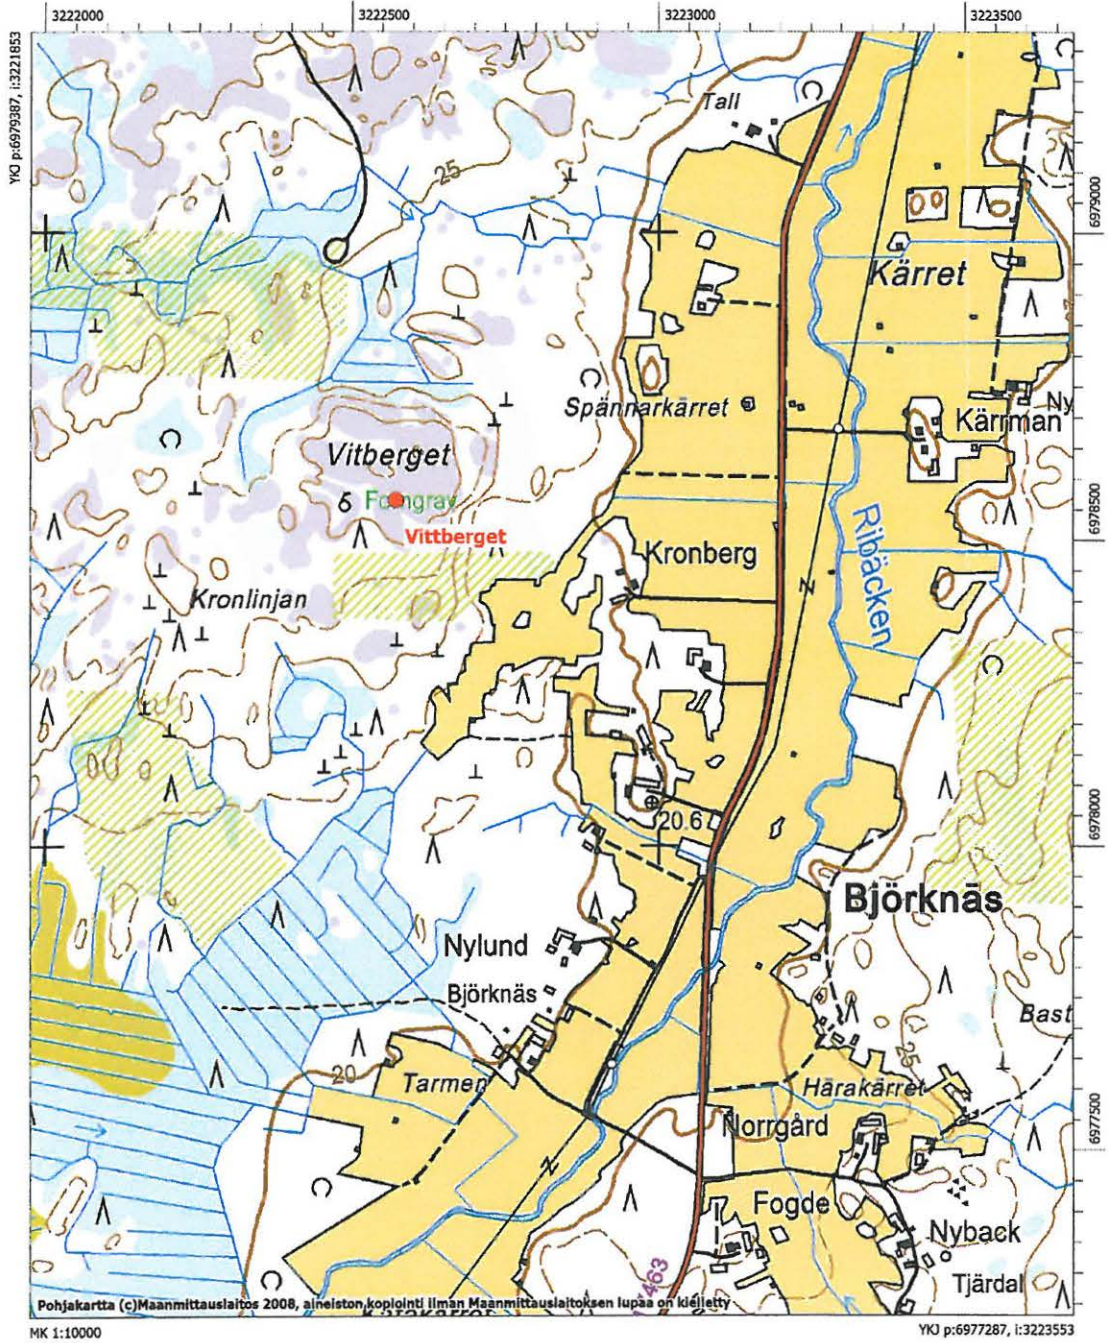 3222000
3222500
3223000
3223500
YKJ p:6979387, i:3221853
Tall
25
6979000
Kärret
Spännarkärret
Kärrman
Ny
Vitberget
6978500
Vittberget
Ribäcken
Kronberg
Kronlinjan
20.6
6978000
Björknäs
Nylund
Björknäs
Bast
25
20
Tarmen
Härakärret
6977500
Norrgård
Fogde
Nyback
Tjärdal
Pohjakartta (c)Maanmittauslaitos 2008, aineiston kopiointi ilman Maanmittauslaitoksen lupaa on kielletty
MK 1:10000
YKJ p:6977287, i:3223553